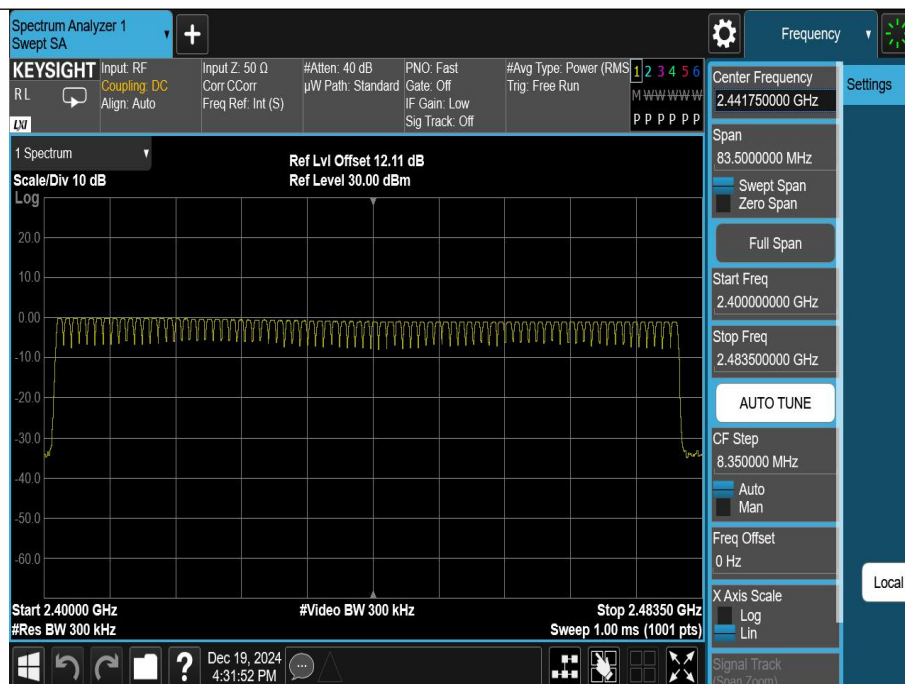 Spectrum Analyzer 1
Swept SA
+
Frequency
KEYSIGHT
RL
LXI
Input: RF
Coupling: DC
Align: Auto
Input Z: 50 Ω
Corr CCorr
Freq Ref: Int (S)
#Atten: 40 dB
µW Path: Standard
PNO: Fast
Gate: Off
IF Gain: Low
Sig Track: Off
#Avg Type: Power (RMS
Trig: Free Run
1 2 3 4 5 6
M W W W W W
P P P P P P
Center Frequency
2.441750000 GHz
Settings
Span
83.5000000 MHz
Swept Span
Zero Span
Full Span
Start Freq
2.400000000 GHz
Stop Freq
2.483500000 GHz
AUTO TUNE
CF Step
8.350000 MHz
Auto
Man
Freq Offset
0 Hz
X Axis Scale
Log
Lin
Signal Track
(Span Zoom)
Local
1 Spectrum
Scale/Div 10 dB
Log
Ref Lvl Offset 12.11 dB
Ref Level 30.00 dBm
20.0
10.0
0.00
-10.0
-20.0
-30.0
-40.0
-50.0
-60.0
Start 2.40000 GHz
#Res BW 300 kHz
#Video BW 300 kHz
Stop 2.48350 GHz
Sweep 1.00 ms (1001 pts)
?
Dec 19, 2024
4:31:52 PM